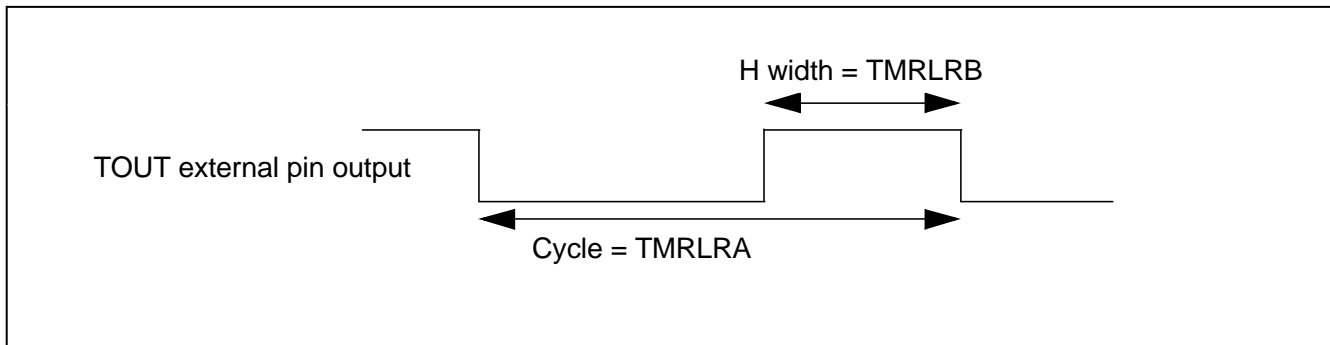 H width = TMRLRB
TOUT external pin output
Cycle = TMRLRA